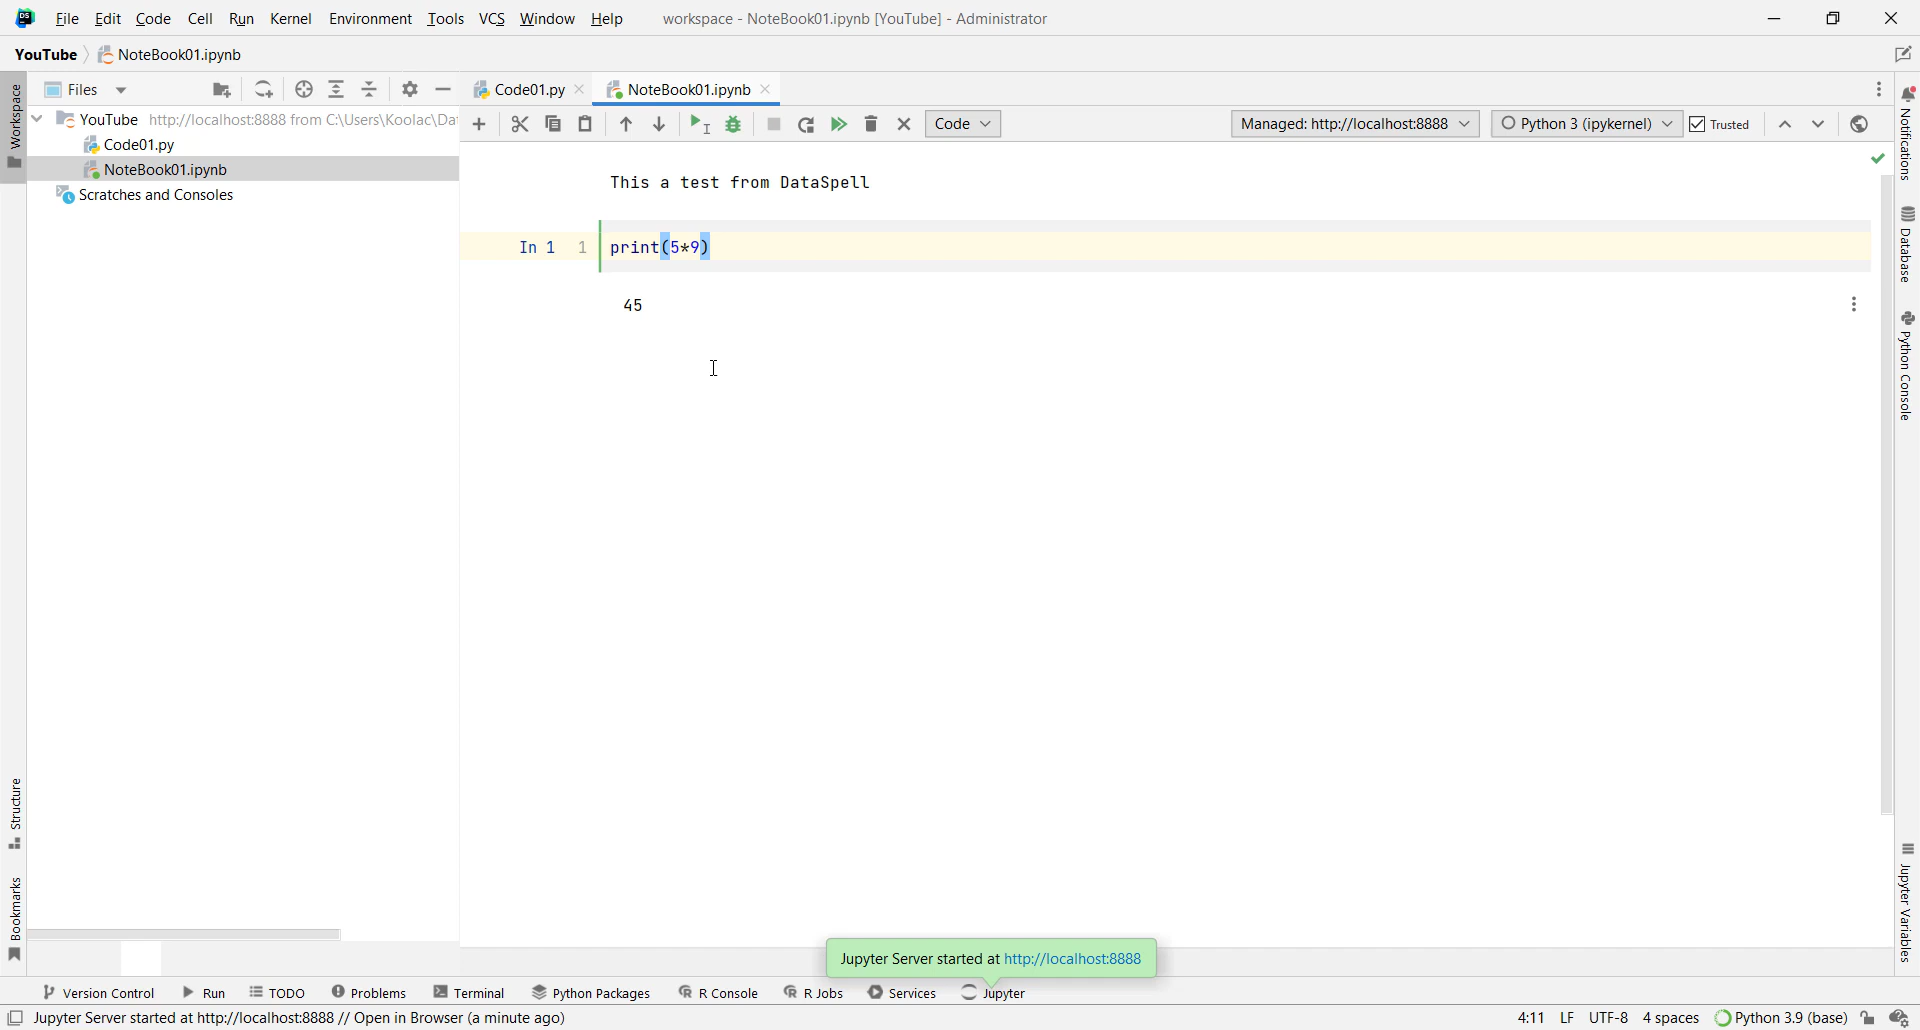 DS File Edit Code Cell Run Kernel Environment Tools VCS Window Help workspace - NoteBook01.ipynb [YouTube] - Administrator
YouTube NoteBook01.ipynb
Workspace
Files
Code01.py NoteBook01.ipynb
YouTube http://localhost:8888 from C:\Users\Koolac\Dat
Code01.py
NoteBook01.ipynb
Scratches and Consoles
Code Managed: http://localhost:8888 Python 3 (ipykernel) Trusted
This a test from DataSpell
In 1 1 print(5*9)
45
Notifications
Database
Python Console
Structure
Bookmarks
Jupyter Variables
Jupyter Server started at http://localhost:8888
Version Control Run TODO Problems Terminal Python Packages R Console R Jobs Services Jupyter
Jupyter Server started at http://localhost:8888 // Open in Browser (a minute ago) 4:11 LF UTF-8 4 spaces Python 3.9 (base)